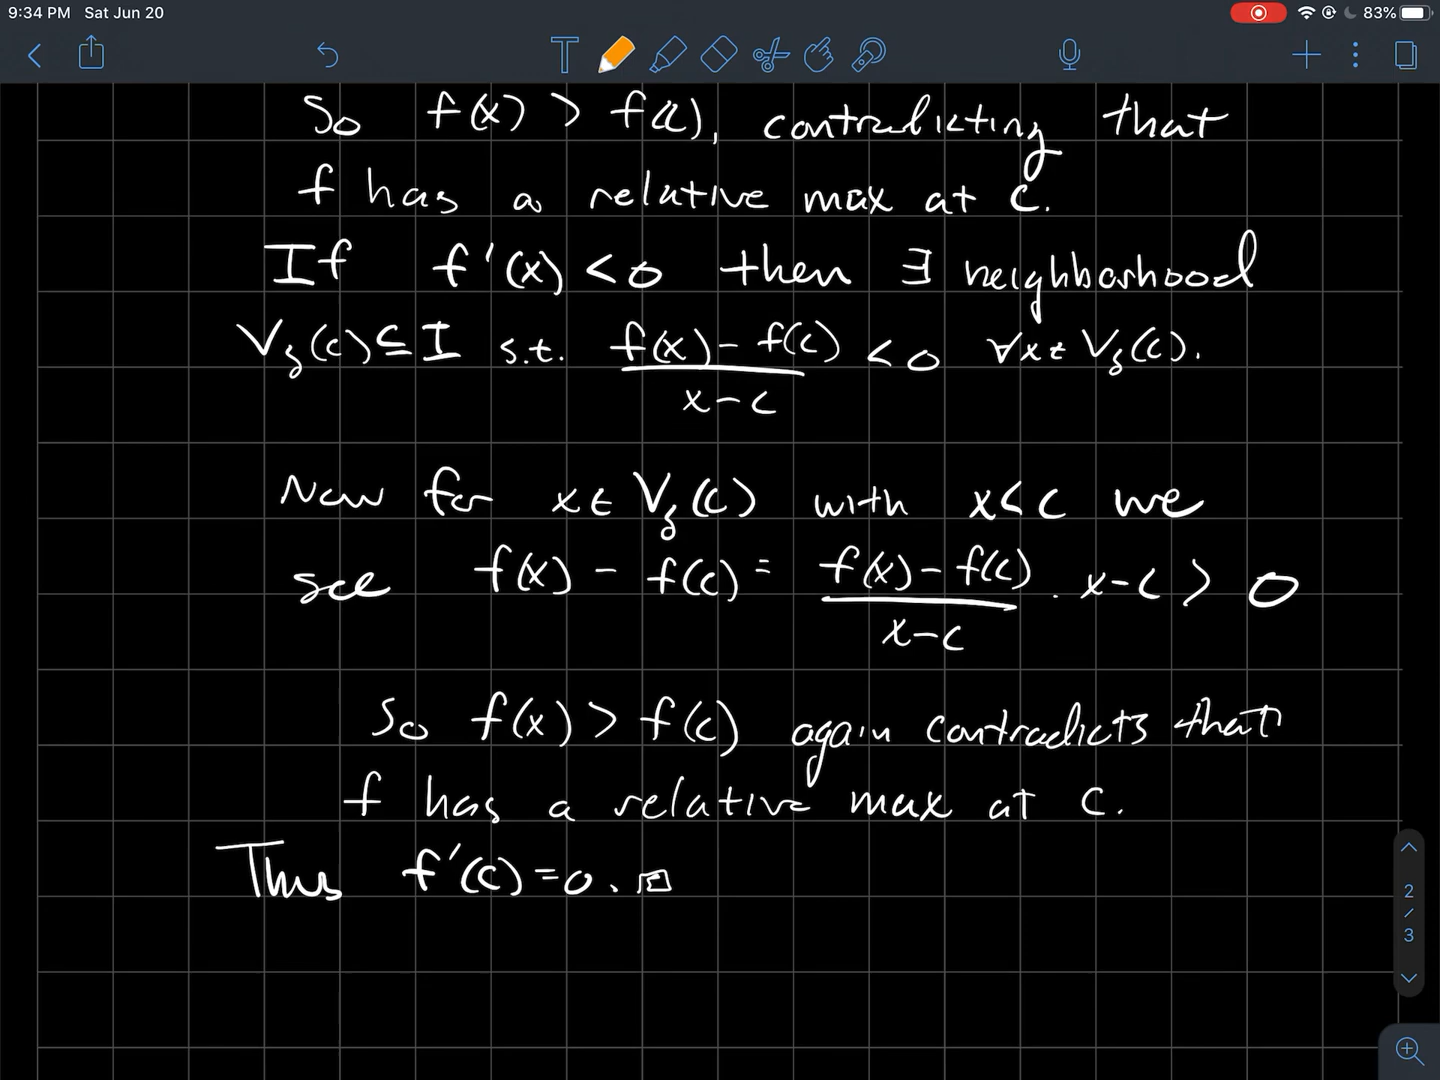 9:34 PM Sat Jun 20
83%
So f(x) > f(c), contradicting that
f has a relative max at c.
If f'(x) < 0 then ∃ neighborhood
V_δ(c) ⊆ I s.t. \frac{f(x) - f(c)}{x - c} < 0 ∀x ∈ V_δ(c).
Now for x ∈ V_δ(c) with x < c we
see f(x) - f(c) = \frac{f(x) - f(c)}{x - c} · x - c > 0
So f(x) > f(c) again contradicts that
f has a relative max at c.
Thus f'(c) = 0. □
2
/
3